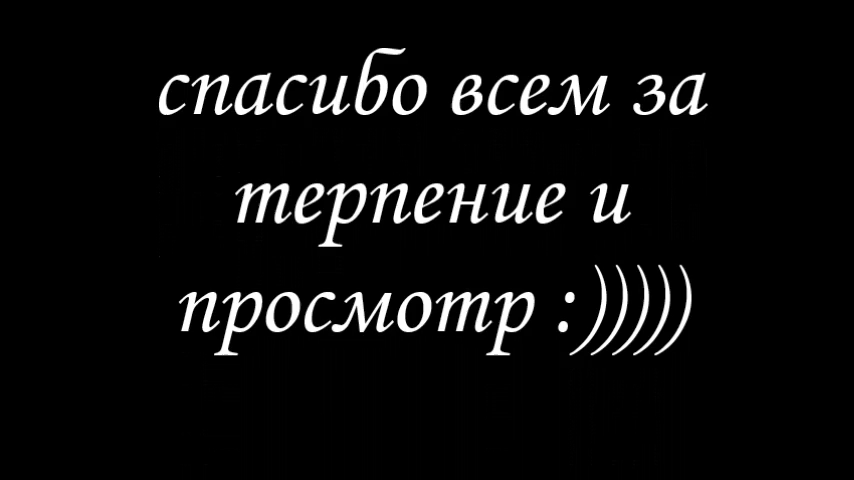 спасибо всем за
терпение и
просмотр :)))))